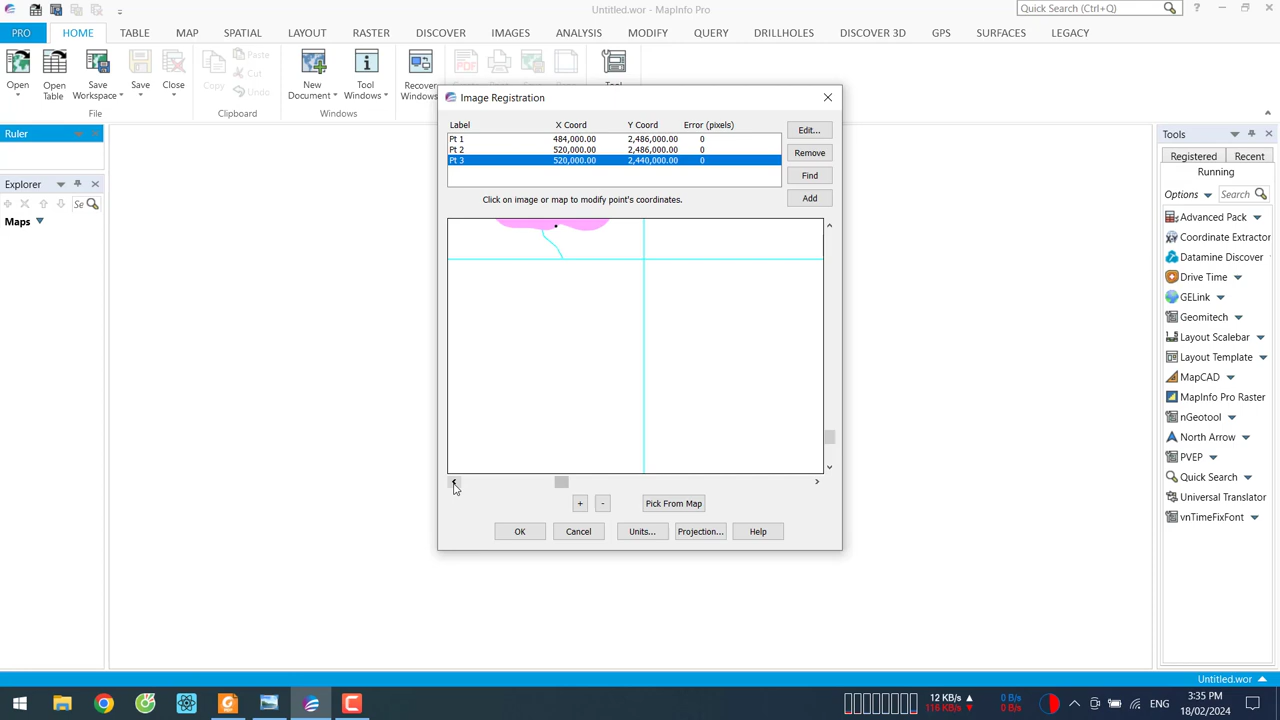 Untitled.wor - MapInfo Pro
Quick Search (Ctrl+Q)
PRO HOME TABLE MAP SPATIAL LAYOUT RASTER DISCOVER IMAGES ANALYSIS MODIFY QUERY DRILLHOLES DISCOVER 3D GPS SURFACES LEGACY
Open
Open Table
Save Workspace
Save
Close
File
Copy
Paste
Cut
Undo
Clipboard
New Document
Tool Windows
Windows
Recover Windows
Tool
Ruler
Explorer
Se
Maps
Image Registration
Label X Coord Y Coord Error (pixels)
Pt 1 484,000.00 2,486,000.00 0
Pt 2 520,000.00 2,486,000.00 0
Pt 3 520,000.00 2,440,000.00 0
Edit...
Remove
Find
Add
Click on image or map to modify point's coordinates.
+ - Pick From Map
OK Cancel Units... Projection... Help
Tools
Registered Recent
Running
Options Search
Advanced Pack
Coordinate Extractor
Datamine Discover
Drive Time
GELink
Geomitech
Layout Scalebar
Layout Template
MapCAD
MapInfo Pro Raster
nGeotool
North Arrow
PVEP
Quick Search
Universal Translator
vnTimeFixFont
Untitled.wor
12 KB/s
116 KB/s
0 B/s
0 B/s
ENG
3:35 PM
18/02/2024